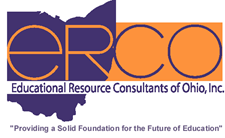 eRCO
Educational Resource Consultants of Ohio, Inc.
"Providing a Solid Foundation for the Future of Education"